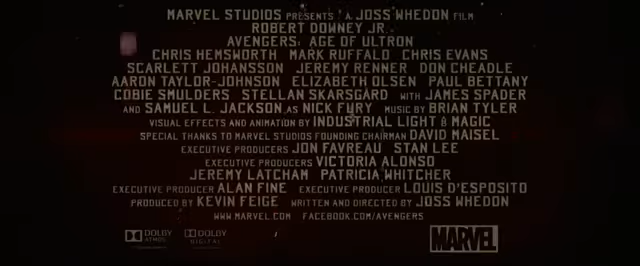 MARVEL STUDIOS PRESENTS A JOSS WHEDON FILM
ROBERT DOWNEY JR.
AVENGERS: AGE OF ULTRON
CHRIS HEMSWORTH MARK RUFFALO CHRIS EVANS
SCARLETT JOHANSSON JEREMY RENNER DON CHEADLE
AARON TAYLOR-JOHNSON ELIZABETH OLSEN PAUL BETTANY
COBIE SMULDERS STELLAN SKARSGÅRD WITH JAMES SPADER
AND SAMUEL L. JACKSON AS NICK FURY MUSIC BY BRIAN TYLER
VISUAL EFFECTS AND ANIMATION BY INDUSTRIAL LIGHT & MAGIC
SPECIAL THANKS TO MARVEL STUDIOS FOUNDING CHAIRMAN DAVID MAISEL
EXECUTIVE PRODUCERS JON FAVREAU STAN LEE
EXECUTIVE PRODUCERS VICTORIA ALONSO
JEREMY LATCHAM PATRICIA WHITCHER
EXECUTIVE PRODUCER ALAN FINE EXECUTIVE PRODUCER LOUIS D'ESPOSITO
PRODUCED BY KEVIN FEIGE WRITTEN AND DIRECTED BY JOSS WHEDON
WWW.MARVEL.COM FACEBOOK.COM/AVENGERS
DOLBY ATMOS DOLBY DIGITAL MARVEL